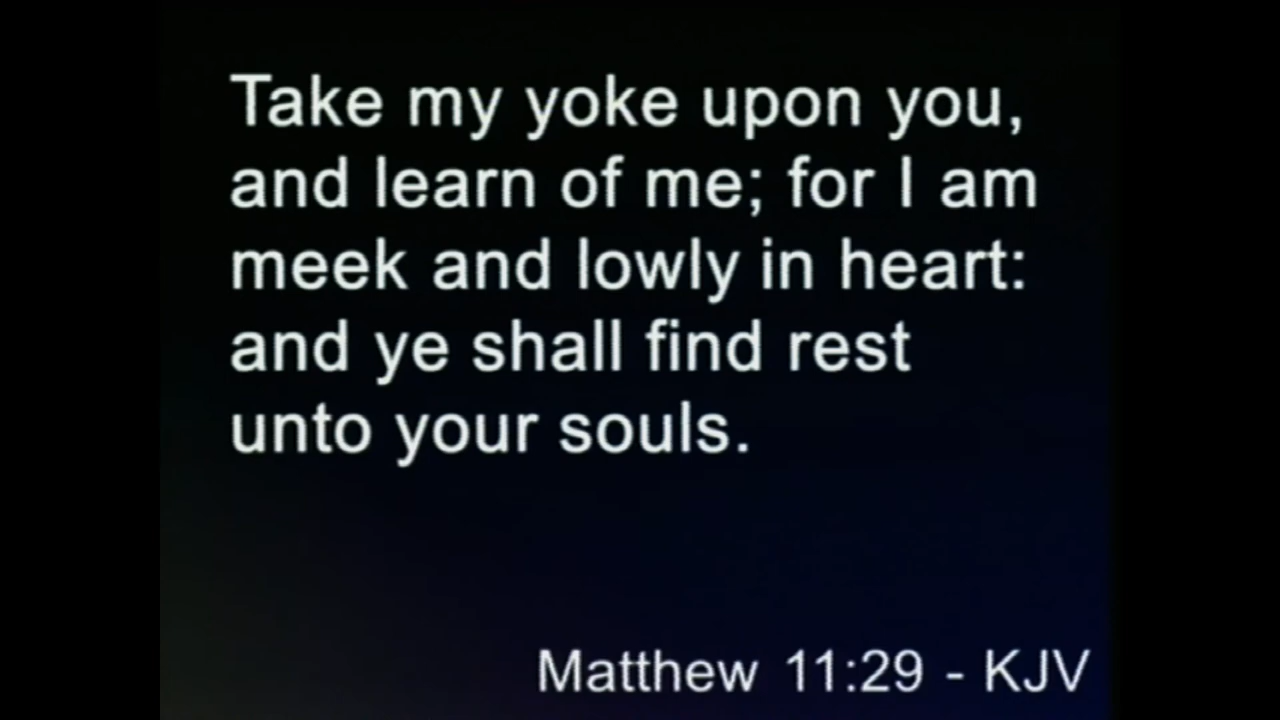 Take my yoke upon you,
and learn of me; for I am
meek and lowly in heart:
and ye shall find rest
unto your souls.
Matthew 11:29 - KJV